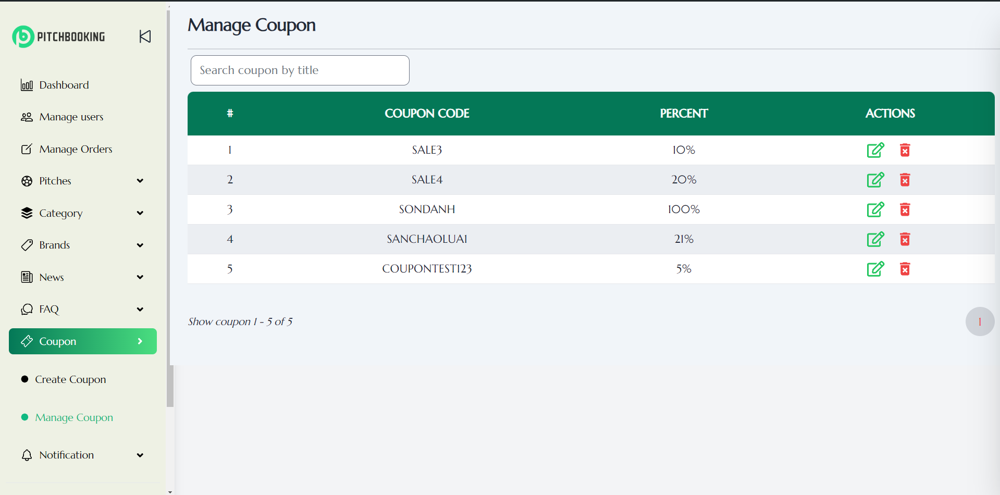 PITCHBOOKING
Dashboard
Manage users
Manage Orders
Pitches
Category
Brands
News
FAQ
Coupon
Create Coupon
Manage Coupon
Notification
Manage Coupon
Search coupon by title
# COUPON CODE PERCENT ACTIONS
1 SALE3 10%
2 SALE4 20%
3 SONDANH 100%
4 SANCHAOLUA1 21%
5 COUPONTEST123 5%
Show coupon 1 - 5 of 5
1